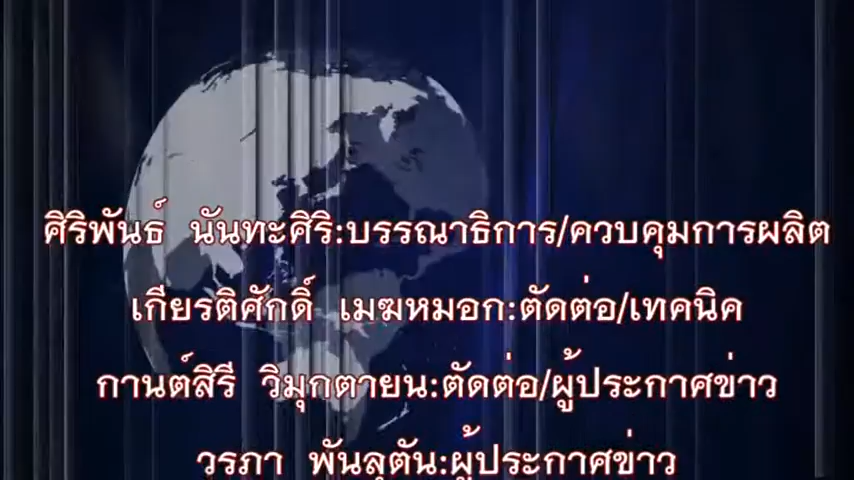 ศิริพันธ์ นันทะศิริ:บรรณาธิการ/ควบคุมการผลิต
เกียรติศักดิ์ เมฆหมอก:ตัดต่อ/เทคนิค
กานต์สิรี วิมุกตายน:ตัดต่อ/ผู้ประกาศข่าว
วรภา พันลุตัน:ผู้ประกาศข่าว